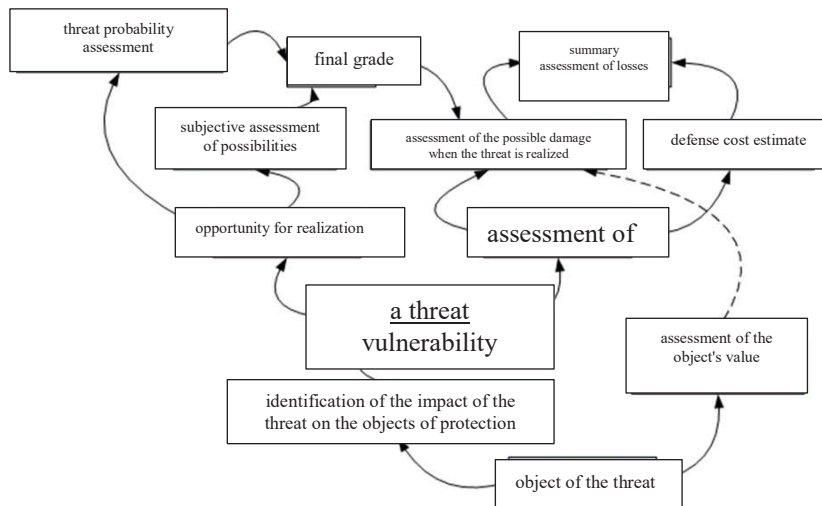 threat probability
assessment
final grade
summary
assessment of losses
subjective assessment
of possibilities
assessment of the possible damage
when the threat is realized
defense cost estimate
opportunity for realization
assessment of
a threat
vulnerability
assessment of the
object's value
identification of the impact of the
threat on the objects of protection
object of the threat